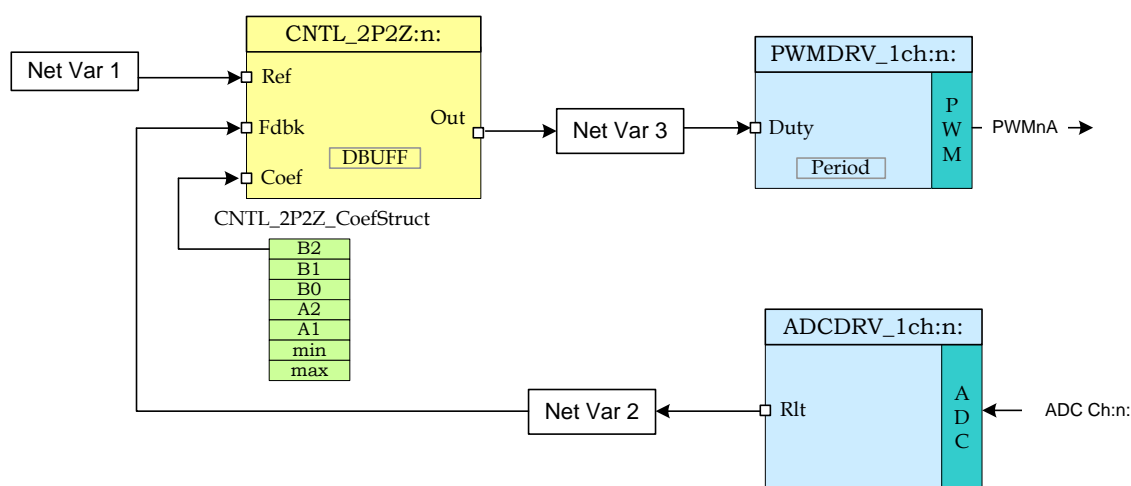 CNTL_2P2Z:n:
Net Var 1
Ref
Fdbk
Out
DBUFF
Coef
CNTL_2P2Z_CoefStruct
B2
B1
B0
A2
A1
min
max
Net Var 3
PWMDRV_1ch:n:
Duty
Period
P
W
M
PWMnA
ADCDRV_1ch:n:
Net Var 2
Rlt
A
D
C
ADC Ch:n: